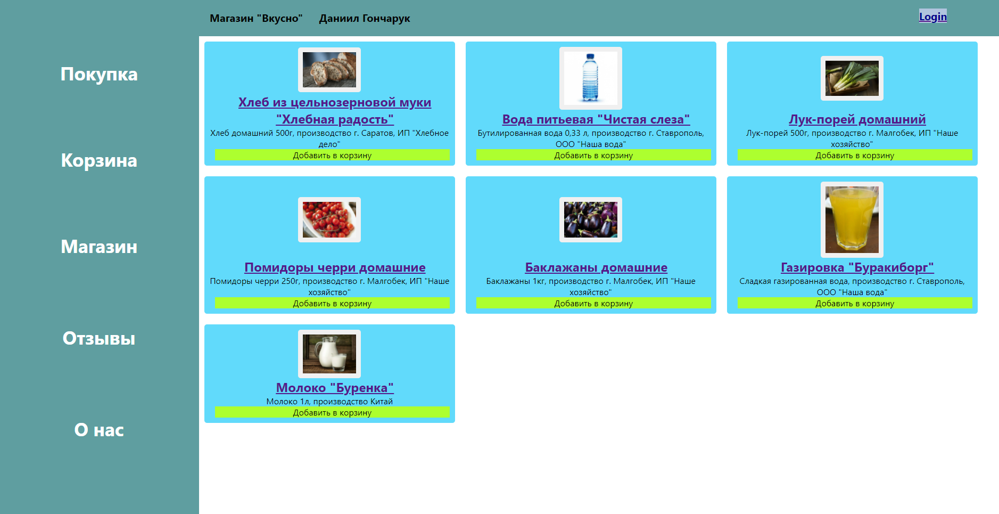 Магазин "Вкусно" Даниил Гончарук
Login
Покупка
Корзина
Магазин
Отзывы
О нас
Хлеб из цельнозерновой муки
"Хлебная радость"
Хлеб домашний 500г, производство г. Саратов, ИП "Хлебное
дело"
Добавить в корзину
Вода питьевая "Чистая слеза"
Бутилированная вода 0,33 л, производство г. Ставрополь,
ООО "Наша вода"
Добавить в корзину
Лук-порей домашний
Лук-порей 500г, производство г. Малгобек, ИП "Наше
хозяйство"
Добавить в корзину
Помидоры черри домашние
Помидоры черри 250г, производство г. Малгобек, ИП "Наше
хозяйство"
Добавить в корзину
Баклажаны домашние
Баклажаны 1кг, производство г. Малгобек, ИП "Наше
хозяйство"
Добавить в корзину
Газировка "Буракиборг"
Сладкая газированная вода, производство г. Ставрополь,
ООО "Наша вода"
Добавить в корзину
Молоко "Буренка"
Молоко 1л, производство Китай
Добавить в корзину